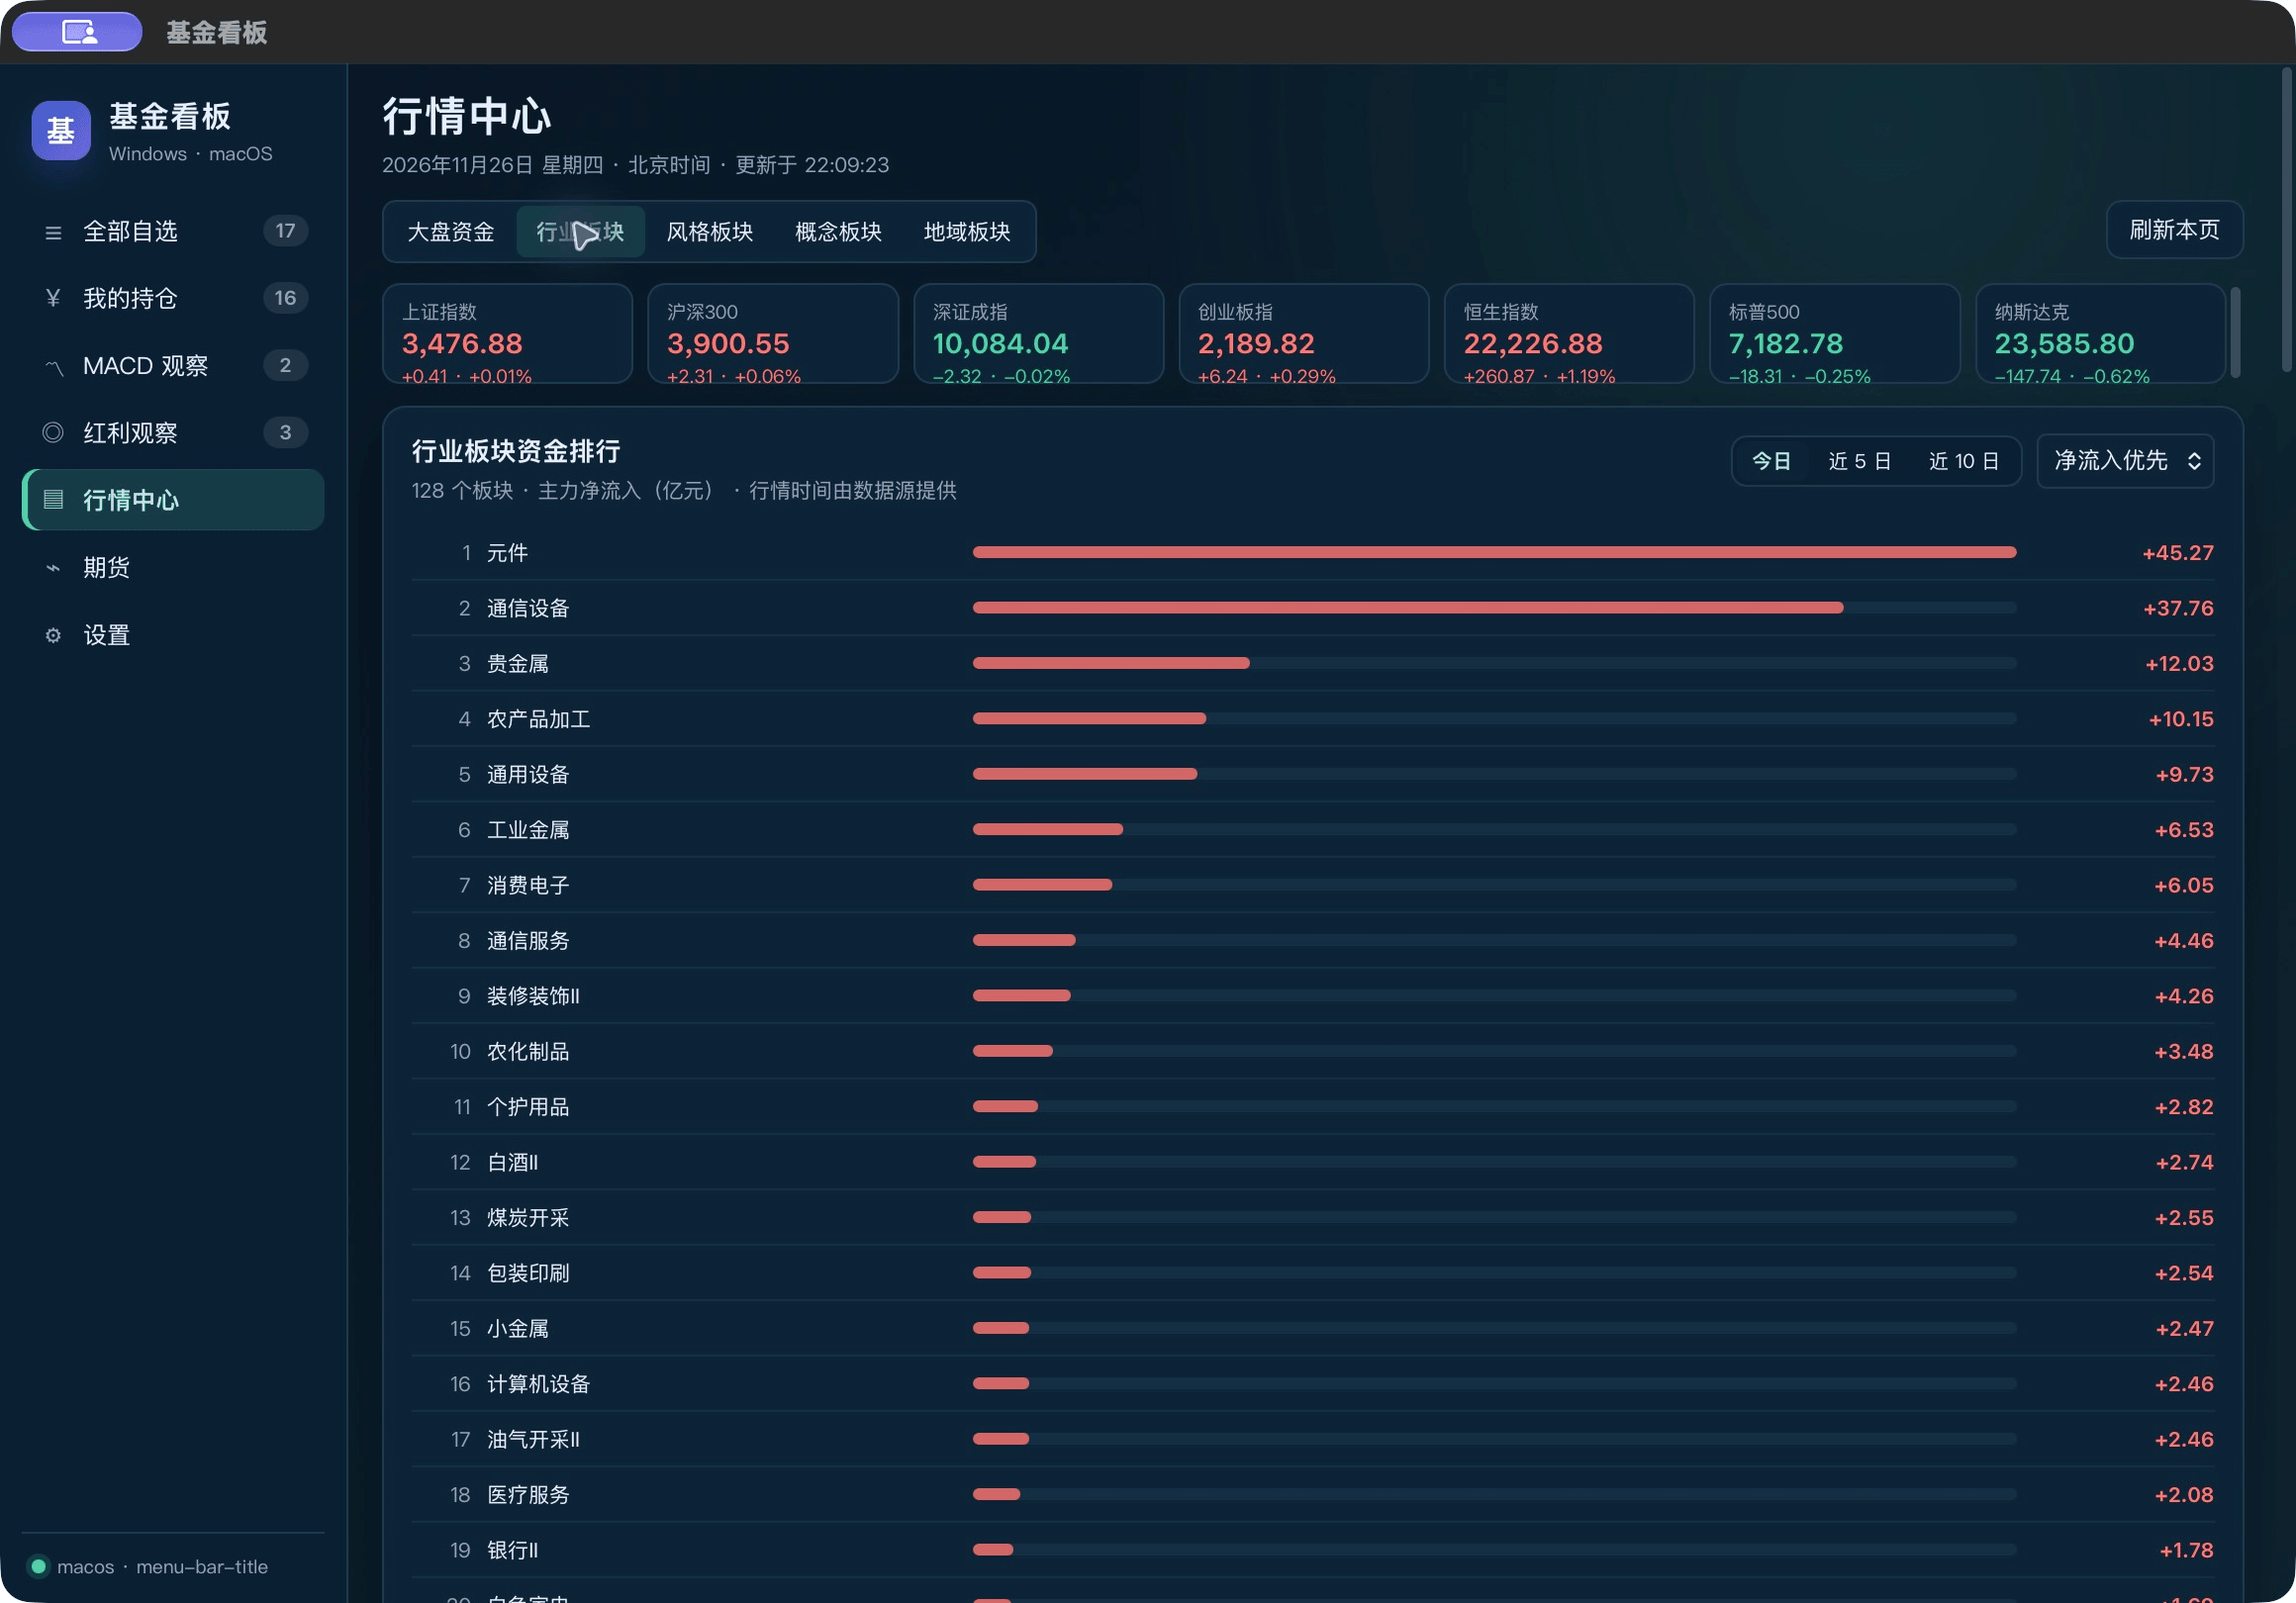 基金看板
基
基金看板
Windows · macOS
全部自选 17
¥ 我的持仓 16
MACD 观察 2
红利观察 3
行情中心
期货
设置
macos · menu-bar-title
行情中心
2026年11月26日 星期四 · 北京时间 · 更新于 22:09:23
大盘资金 行业板块 风格板块 概念板块 地域板块
刷新本页
上证指数
3,476.88
+0.41 · +0.01%
沪深300
3,900.55
+2.31 · +0.06%
深证成指
10,084.04
−2.32 · −0.02%
创业板指
2,189.82
+6.24 · +0.29%
恒生指数
22,226.88
+260.87 · +1.19%
标普500
7,182.78
−18.31 · −0.25%
纳斯达克
23,585.80
−147.74 · −0.62%
行业板块资金排行
128 个板块 · 主力净流入（亿元） · 行情时间由数据源提供
今日 近 5 日 近 10 日 净流入优先
1 元件 +45.27
2 通信设备 +37.76
3 贵金属 +12.03
4 农产品加工 +10.15
5 通用设备 +9.73
6 工业金属 +6.53
7 消费电子 +6.05
8 通信服务 +4.46
9 装修装饰Ⅱ +4.26
10 农化制品 +3.48
11 个护用品 +2.82
12 白酒Ⅱ +2.74
13 煤炭开采 +2.55
14 包装印刷 +2.54
15 小金属 +2.47
16 计算机设备 +2.46
17 油气开采Ⅱ +2.46
18 医疗服务 +2.08
19 银行Ⅱ +1.78